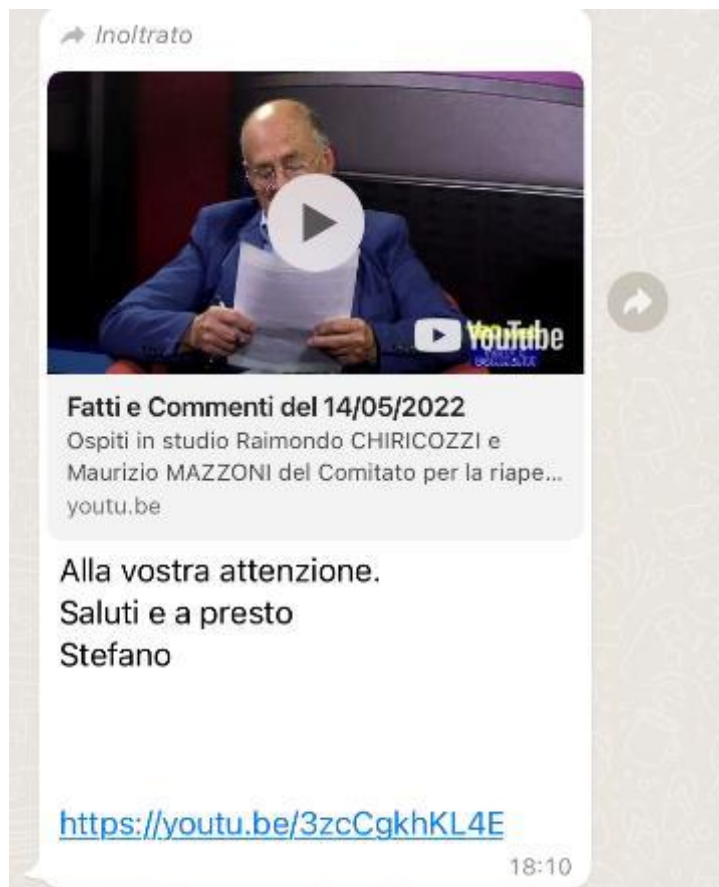 Inoltrato
YouTube
Fatti e Commenti del 14/05/2022
Ospiti in studio Raimondo CHIRICOZZI e
Maurizio MAZZONI del Comitato per la riape...
youtu.be
Alla vostra attenzione.
Saluti e a presto
Stefano
https://youtu.be/3zcCgkhKL4E
18:10